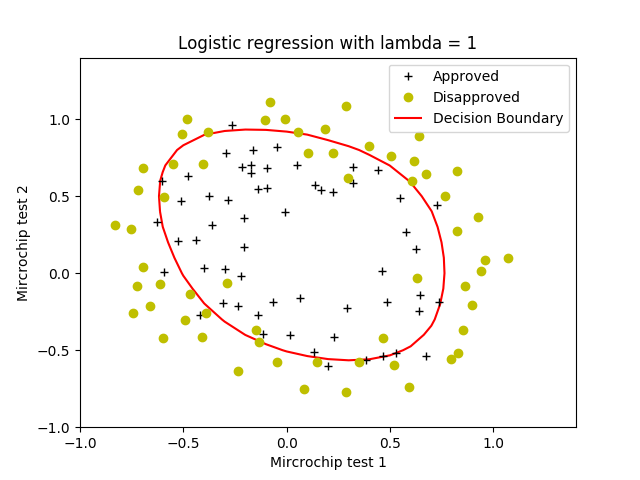 Logistic regression with lambda = 1
Approved
Disapproved
Decision Boundary
1.0
0.5
0.0
−0.5
−1.0
Mircrochip test 2
−1.0 −0.5 0.0 0.5 1.0
Mircrochip test 1